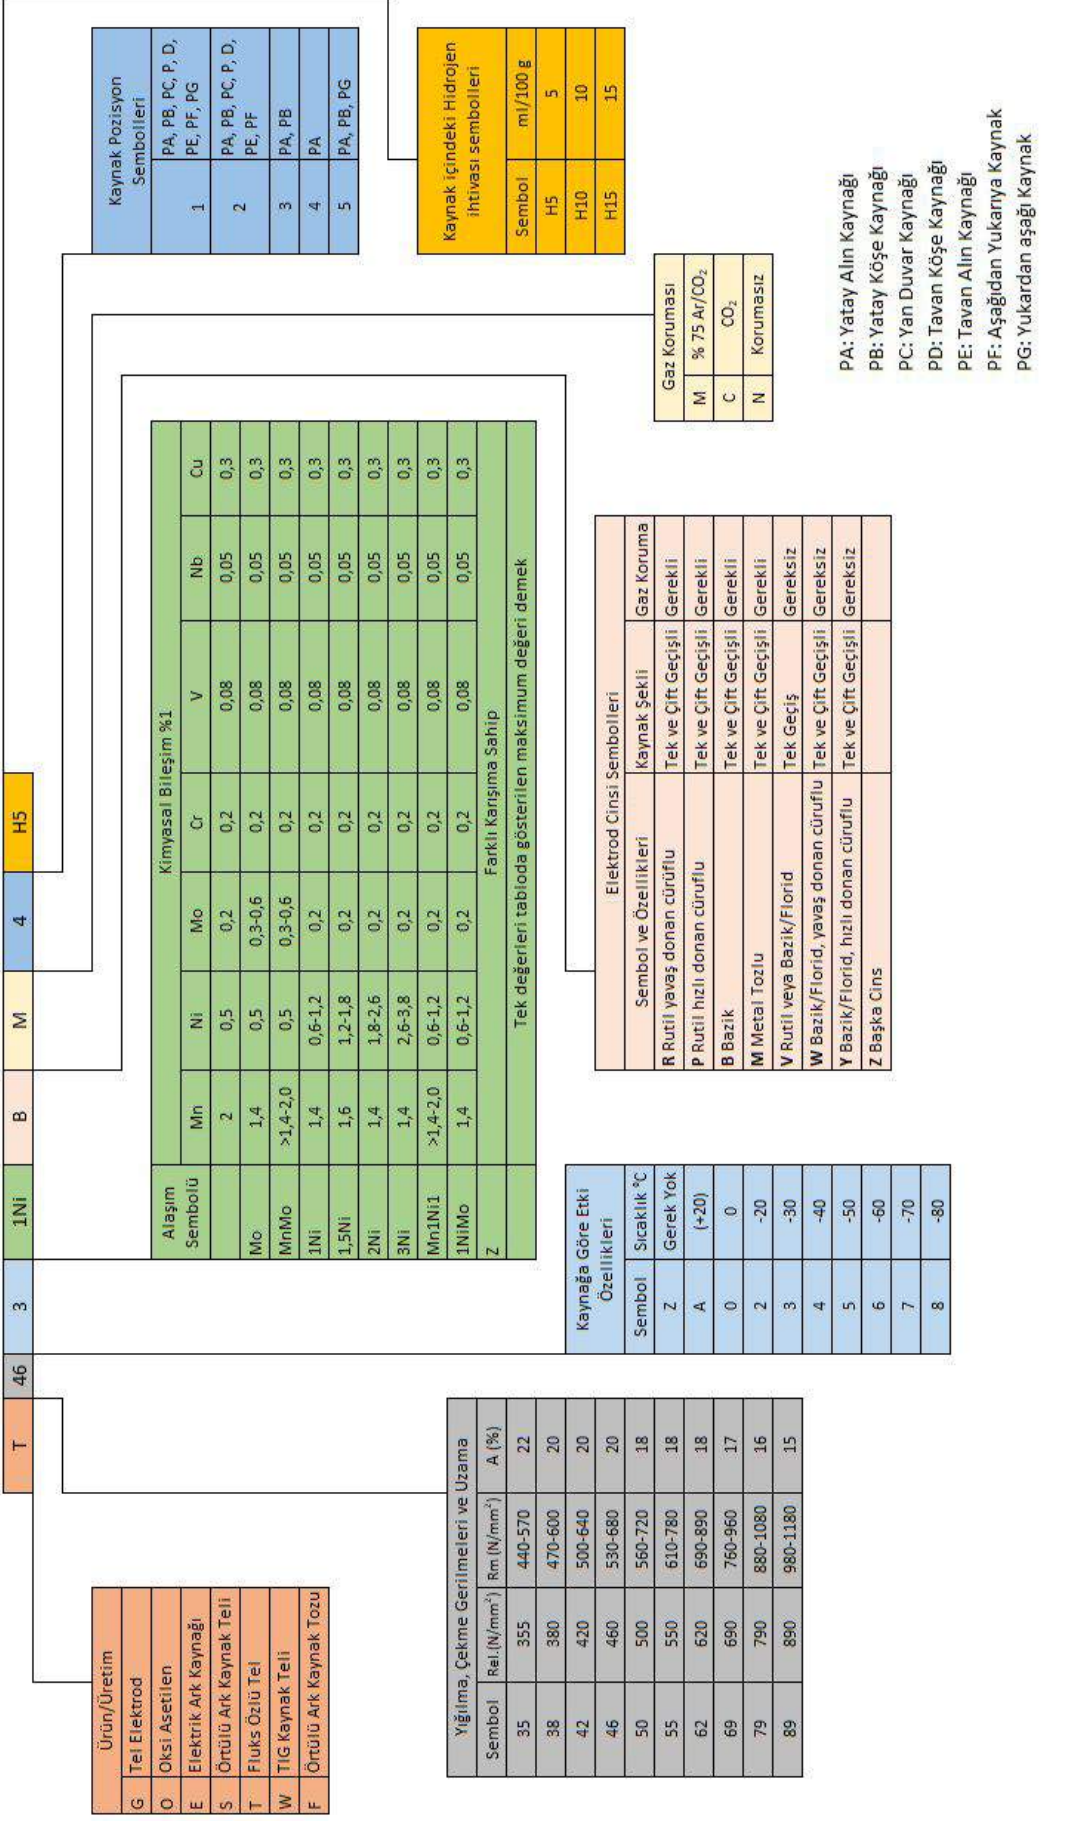 T 46 3 1Ni B M 4 H5
Ürün/Üretim
G Tel Elektrod
O Oksi Asetilen
E Elektrik Ark Kaynağı
S Örtülü Ark Kaynak Teli
T Fluks Özlü Tel
W TIG Kaynak Teli
F Örtülü Ark Kaynak Tozu
Yığılma, Çekme Gerilmeleri ve Uzama
Sembol Rel.(N/mm²) Rm (N/mm²) A (%)
35 355 440-570 22
38 380 470-600 20
42 420 500-640 20
46 460 530-680 20
50 500 560-720 18
55 550 610-780 18
62 620 690-890 18
69 690 760-960 17
79 790 880-1080 16
89 890 980-1180 15
Kaynağa Göre Etki
Özellikleri
Sembol Sıcaklık °C
Z Gerek Yok
A (+20)
0 0
2 -20
3 -30
4 -40
5 -50
6 -60
7 -70
8 -80
Alaşım
Sembolü
Kimyasal Bileşim %1
Mn Ni Mo Cr V Nb Cu
2 0,5 0,2 0,2 0,08 0,05 0,3
Mo 1,4 0,5 0,3-0,6 0,2 0,08 0,05 0,3
MnMo >1,4-2,0 0,5 0,3-0,6 0,2 0,08 0,05 0,3
1Ni 1,4 0,6-1,2 0,2 0,2 0,08 0,05 0,3
1,5Ni 1,6 1,2-1,8 0,2 0,2 0,08 0,05 0,3
2Ni 1,4 1,8-2,6 0,2 0,2 0,08 0,05 0,3
3Ni 1,4 2,6-3,8 0,2 0,2 0,08 0,05 0,3
Mn1Ni1 >1,4-2,0 0,6-1,2 0,2 0,2 0,08 0,05 0,3
1NiMo 1,4 0,6-1,2 0,2 0,2 0,08 0,05 0,3
Z Farklı Karışıma Sahip
Tek değerleri tabloda gösterilen maksimum değeri demek
Elektrod Cinsi Sembolleri
Sembol ve Özellikleri Kaynak Şekli Gaz Koruma
R Rutil yavaş donan cürüflu Tek ve Çift Geçişli Gerekli
P Rutil hızlı donan cüruflu Tek ve Çift Geçişli Gerekli
B Bazik Tek ve Çift Geçişli Gerekli
M Metal Tozlu Tek ve Çift Geçişli Gerekli
V Rutil veya Bazik/Florid Tek Geçiş Gereksiz
W Bazik/Florid, yavaş donan cüruflu Tek ve Çift Geçişli Gereksiz
Y Bazik/Florid, hızlı donan cüruflu Tek ve Çift Geçişli Gereksiz
Z Başka Cins
Kaynak Pozisyon
Sembolleri
1 PA, PB, PC, P, D,
PE, PF, PG
2 PA, PB, PC, P, D,
PE, PF
3 PA, PB
4 PA
5 PA, PB, PG
Kaynak içindeki Hidrojen
ihtivası sembolleri
Sembol ml/100 g
H5 5
H10 10
H15 15
Gaz Koruması
M % 75 Ar/CO₂
C CO₂
N Korumasız
PA: Yatay Alın Kaynağı
PB: Yatay Köşe Kaynağı
PC: Yan Duvar Kaynağı
PD: Tavan Köşe Kaynağı
PE: Tavan Alın Kaynağı
PF: Aşağıdan Yukarıya Kaynak
PG: Yukardan aşağı Kaynak